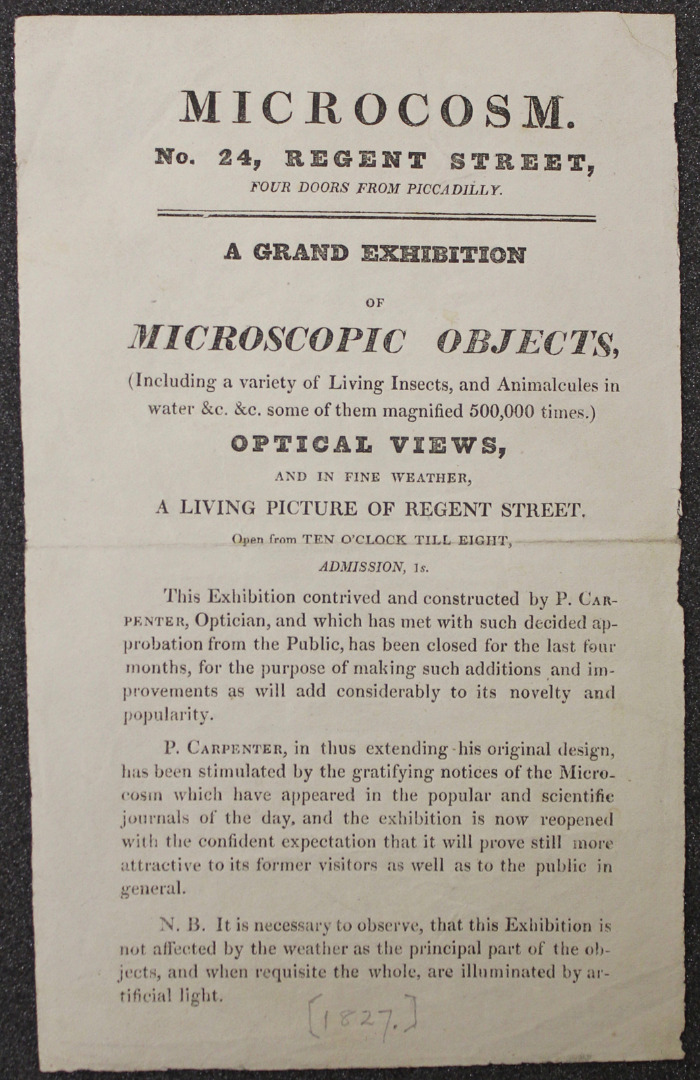 MICROCOSM.
No. 24, REGENT STREET,
FOUR DOORS FROM PICCADILLY.
A GRAND EXHIBITION
OF
MICROSCOPIC OBJECTS,
(Including a variety of Living Insects, and Animalcules in
water &c. &c. some of them magnified 500,000 times.)
OPTICAL VIEWS,
AND IN FINE WEATHER,
A LIVING PICTURE OF REGENT STREET.
Open from TEN O'CLOCK TILL EIGHT,
ADMISSION, 1s.
This Exhibition contrived and constructed by P. CAR-
PENTER, Optician, and which has met with such decided ap-
probation from the Public, has been closed for the last four
months, for the purpose of making such additions and im-
provements as will add considerably to its novelty and
popularity.
P. CARPENTER, in thus extending his original design,
has been stimulated by the gratifying notices of the Micro-
cosm which have appeared in the popular and scientific
journals of the day, and the exhibition is now reopened
with the confident expectation that it will prove still more
attractive to its former visitors as well as to the public in
general.
N. B. It is necessary to observe, that this Exhibition is
not affected by the weather as the principal part of the ob-
jects, and when requisite the whole, are illuminated by ar-
tificial light.
[1827.]